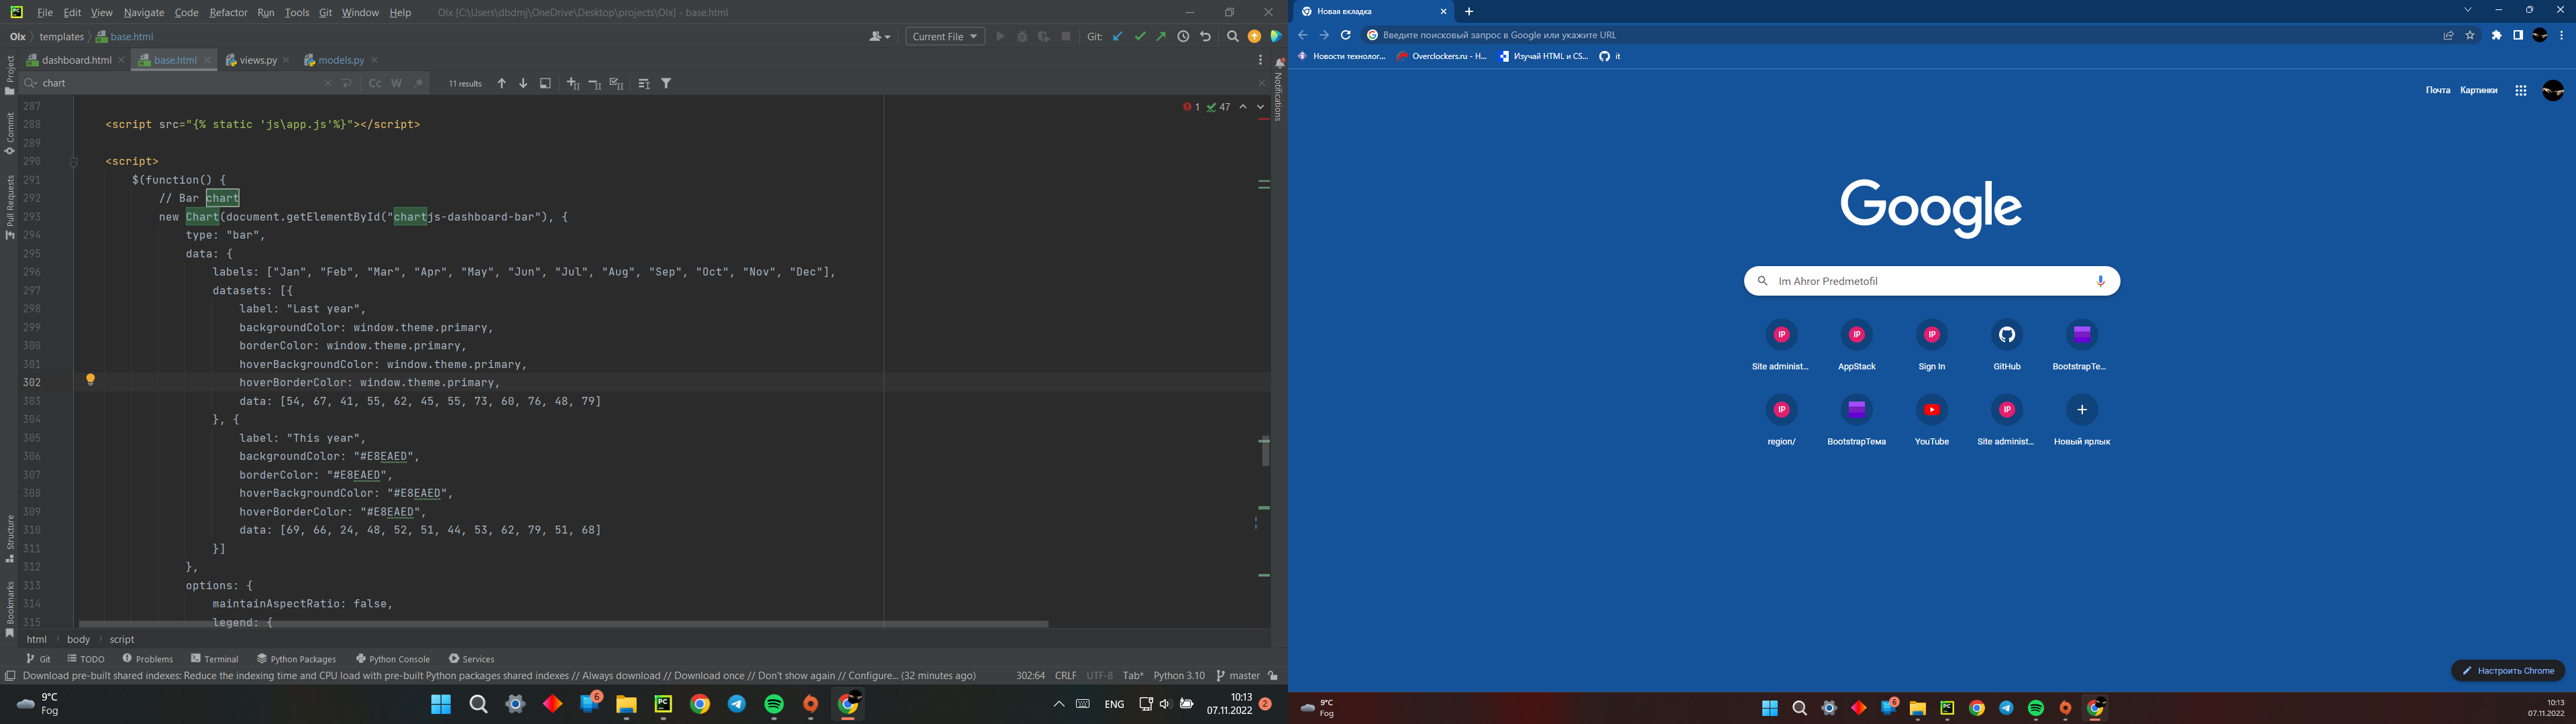 File Edit View Navigate Code Refactor Run Tools Git Window Help Olx [C:\Users\dbdmj\OneDrive\Desktop\projects\Olx] - base.html
Olx templates base.html Current File Git:
dashboard.html base.html views.py models.py
chart Cc W .* 11 results
1 47
Project
Commit
Pull Requests
Structure
Bookmarks
Notifications
287
288 <script src="{% static 'js\app.js'%}"></script>
289
290 <script>
291 $(function() {
292 // Bar chart
293 new Chart(document.getElementById("chartjs-dashboard-bar"), {
294 type: "bar",
295 data: {
296 labels: ["Jan", "Feb", "Mar", "Apr", "May", "Jun", "Jul", "Aug", "Sep", "Oct", "Nov", "Dec"],
297 datasets: [{
298 label: "Last year",
299 backgroundColor: window.theme.primary,
300 borderColor: window.theme.primary,
301 hoverBackgroundColor: window.theme.primary,
302 hoverBorderColor: window.theme.primary,
303 data: [54, 67, 41, 55, 62, 45, 55, 73, 60, 76, 48, 79]
304 }, {
305 label: "This year",
306 backgroundColor: "#E8EAED",
307 borderColor: "#E8EAED",
308 hoverBackgroundColor: "#E8EAED",
309 hoverBorderColor: "#E8EAED",
310 data: [69, 66, 24, 48, 52, 51, 44, 53, 62, 79, 51, 68]
311 }]
312 },
313 options: {
314 maintainAspectRatio: false,
315 legend: {
html body script
Git TODO Problems Terminal Python Packages Python Console Services
Download pre-built shared indexes: Reduce the indexing time and CPU load with pre-built Python packages shared indexes // Always download // Download once // Don't show again // Configure... (32 minutes ago) 302:64 CRLF UTF-8 Tab* Python 3.10 master
9°C
Fog
6
ENG
10:13
07.11.2022
2
Новая вкладка
Введите поисковый запрос в Google или укажите URL
Новости технолог... Overclockers.ru - Н... Изучай HTML и CS... it
Почта Картинки
Google
Im Ahror Predmetofil
IP IP IP
Site administ... AppStack Sign In GitHub BootstrapTe...
IP IP
region/ BootstrapТема YouTube Site administ... Новый ярлык
Настроить Chrome
9°C
Fog
6
10:13
07.11.2022